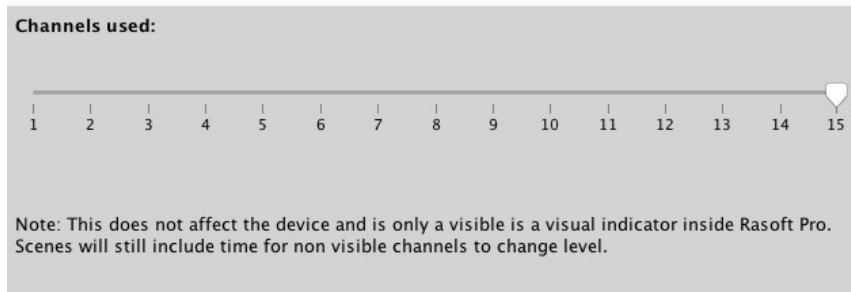 Channels used:
1 2 3 4 5 6 7 8 9 10 11 12 13 14 15
Note: This does not affect the device and is only a visible is a visual indicator inside Rasoft Pro.
Scenes will still include time for non visible channels to change level.